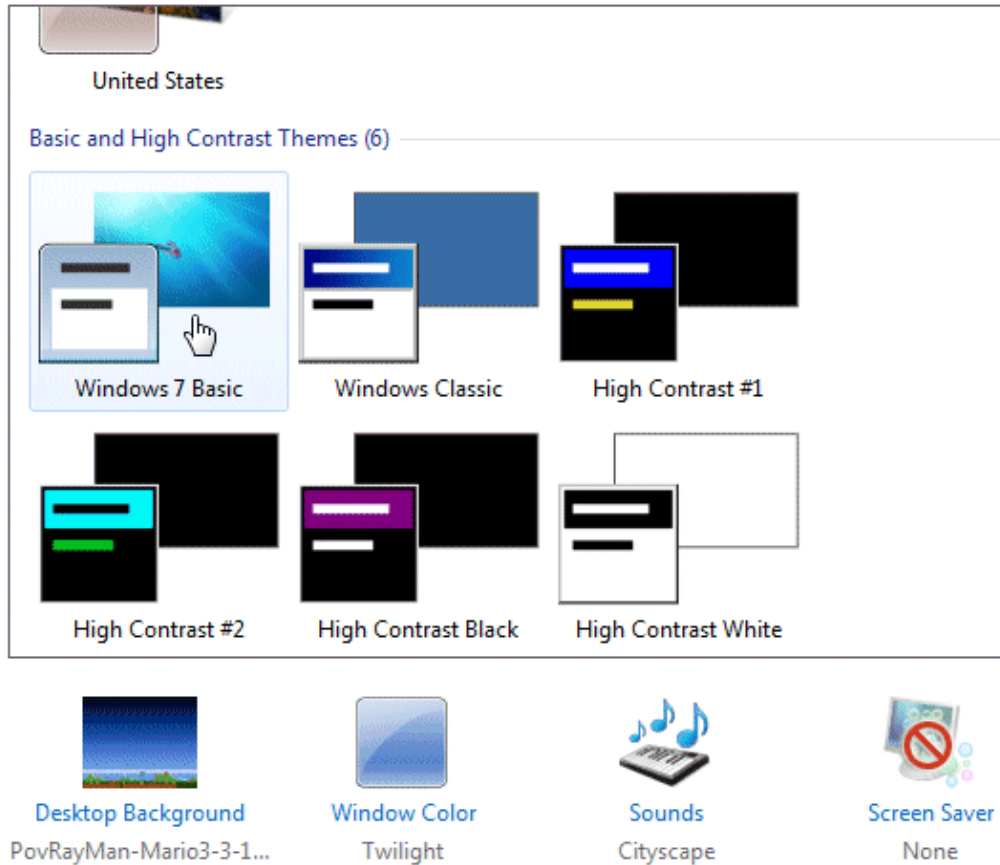 United States
Basic and High Contrast Themes (6)
Windows 7 Basic
Windows Classic
High Contrast #1
High Contrast #2
High Contrast Black
High Contrast White
Desktop Background
Window Color
Sounds
Screen Saver
PovRayMan-Mario3-3-1...
Twilight
Cityscape
None